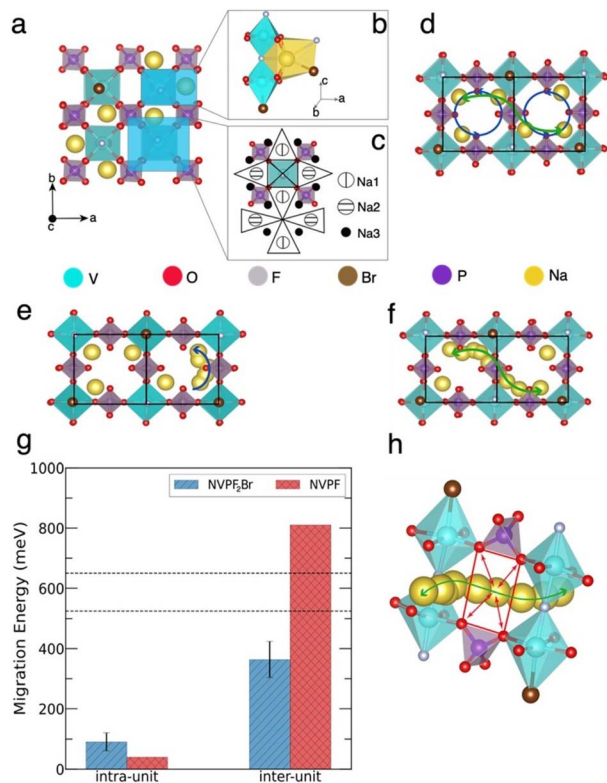 a
b
c
a
b
d
b
c
a
c
Na1
Na2
Na3
V
O
F
Br
P
Na
e
f
g
h
1000
800
600
400
200
0
Migration Energy (meV)
NVPF₂Br
NVPF
intra-unit
inter-unit